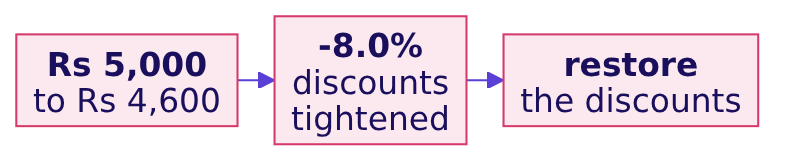 Rs 5,000
to Rs 4,600
-8.0%
discounts
tightened
restore
the discounts